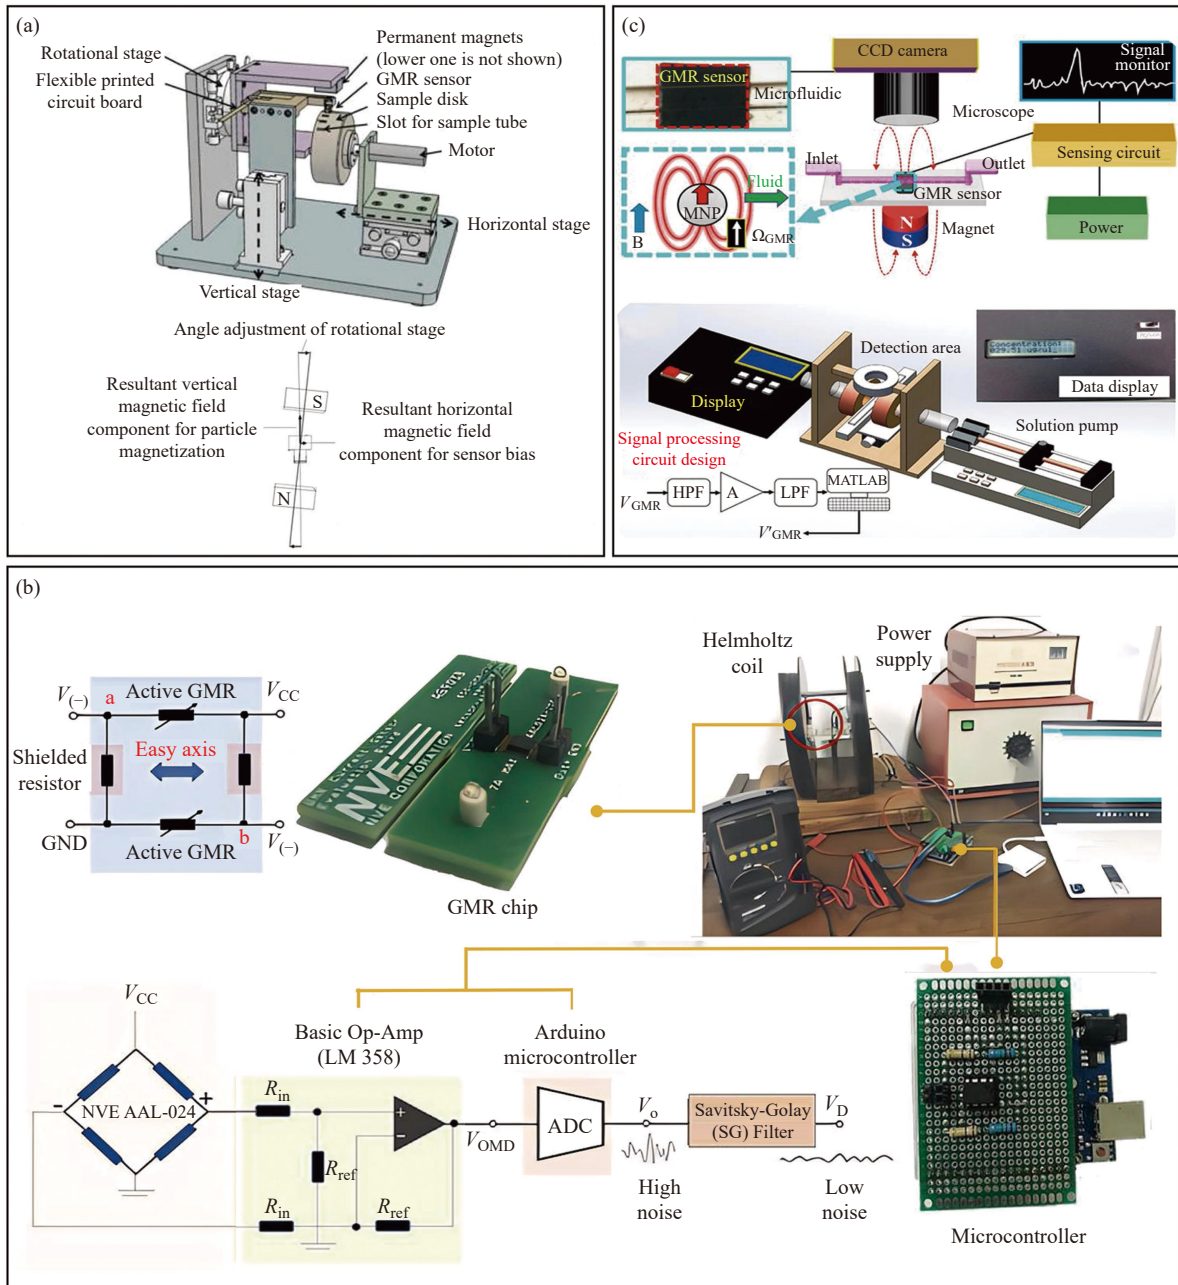 (a)
Rotational stage
Flexible printed
circuit board
Permanent magnets
(lower one is not shown)
GMR sensor
Sample disk
Slot for sample tube
Motor
Horizontal stage
Vertical stage
Angle adjustment of rotational stage
Resultant vertical
magnetic field
component for particle
magnetization
S
N
Resultant horizontal
magnetic field
component for sensor bias
(c)
GMR sensor
Microfluidic
CCD camera
Signal
monitor
Microscope
Inlet
Outlet
Sensing circuit
GMR sensor
Fluid
MNP
B
ΩGMR
N
S
Magnet
Power
Detection area
Concentration:
Data display
Display
Solution pump
Signal processing
circuit design
VGMR
HPF
A
LPF
MATLAB
V'GMR
(b)
V(−)
a
Active GMR
VCC
Shielded
resistor
Easy axis
GND
Active GMR
b
V(−)
NVE
NVE CORPORATION
GMR chip
Helmholtz
coil
Power
supply
VCC
NVE AAL-024
-
+
Basic Op-Amp
(LM 358)
Rin
Rref
Rin
Rref
+
−
VOMD
Arduino
microcontroller
ADC
Vo
High
noise
Savitsky-Golay
(SG) Filter
VD
Low
noise
Microcontroller